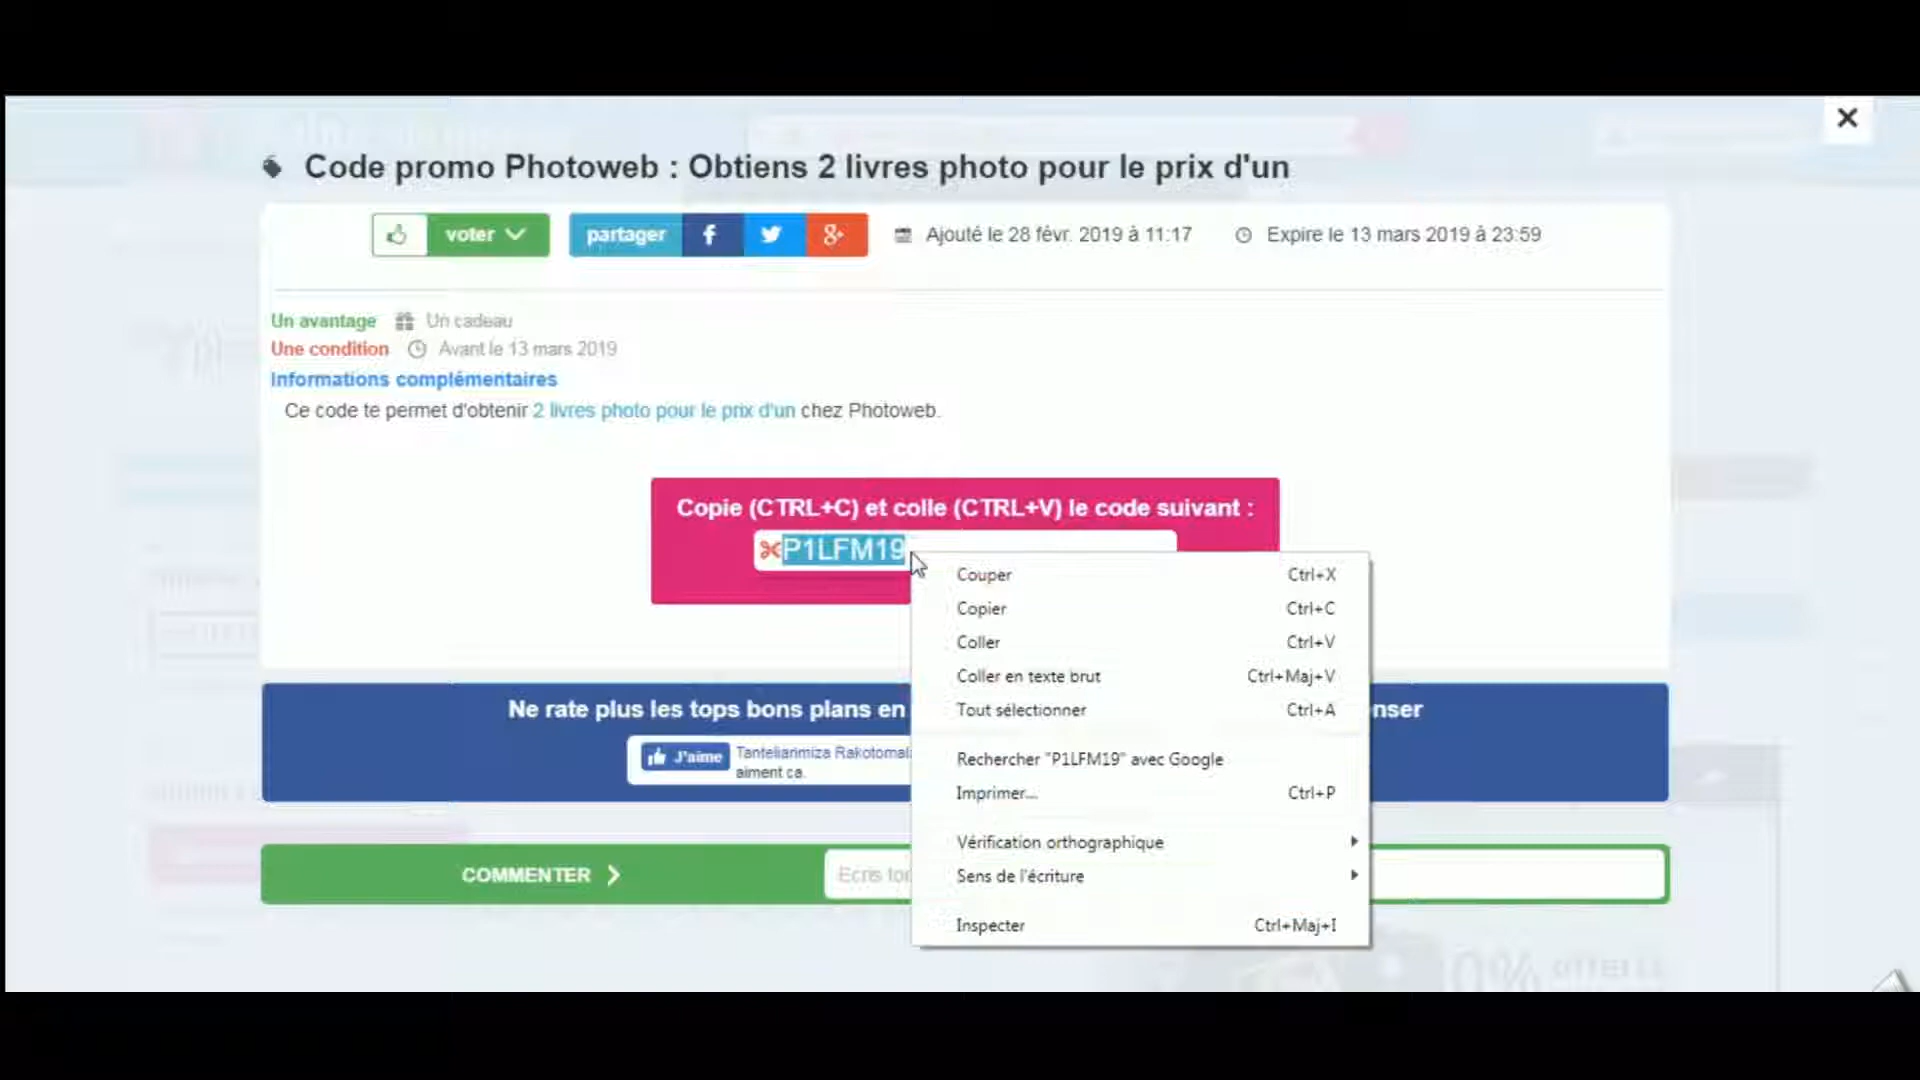 Code promo Photoweb : Obtiens 2 livres photo pour le prix d'un
voter
partager
Ajouté le 28 févr. 2019 à 11:17
Expire le 13 mars 2019 à 23:59
Un avantage Un cadeau
Une condition Avant le 13 mars 2019
Informations complémentaires
Ce code te permet d'obtenir 2 livres photo pour le prix d'un chez Photoweb.
Copie (CTRL+C) et colle (CTRL+V) le code suivant :
P1LFM19
Couper Ctrl+X
Copier Ctrl+C
Coller Ctrl+V
Coller en texte brut Ctrl+Maj+V
Tout sélectionner Ctrl+A
Rechercher "P1LFM19" avec Google
Imprimer... Ctrl+P
Vérification orthographique
Sens de l'écriture
Inspecter Ctrl+Maj+I
Ne rate plus les tops bons plans en
nser
J'aime
aiment ca.
COMMENTER
Ecris